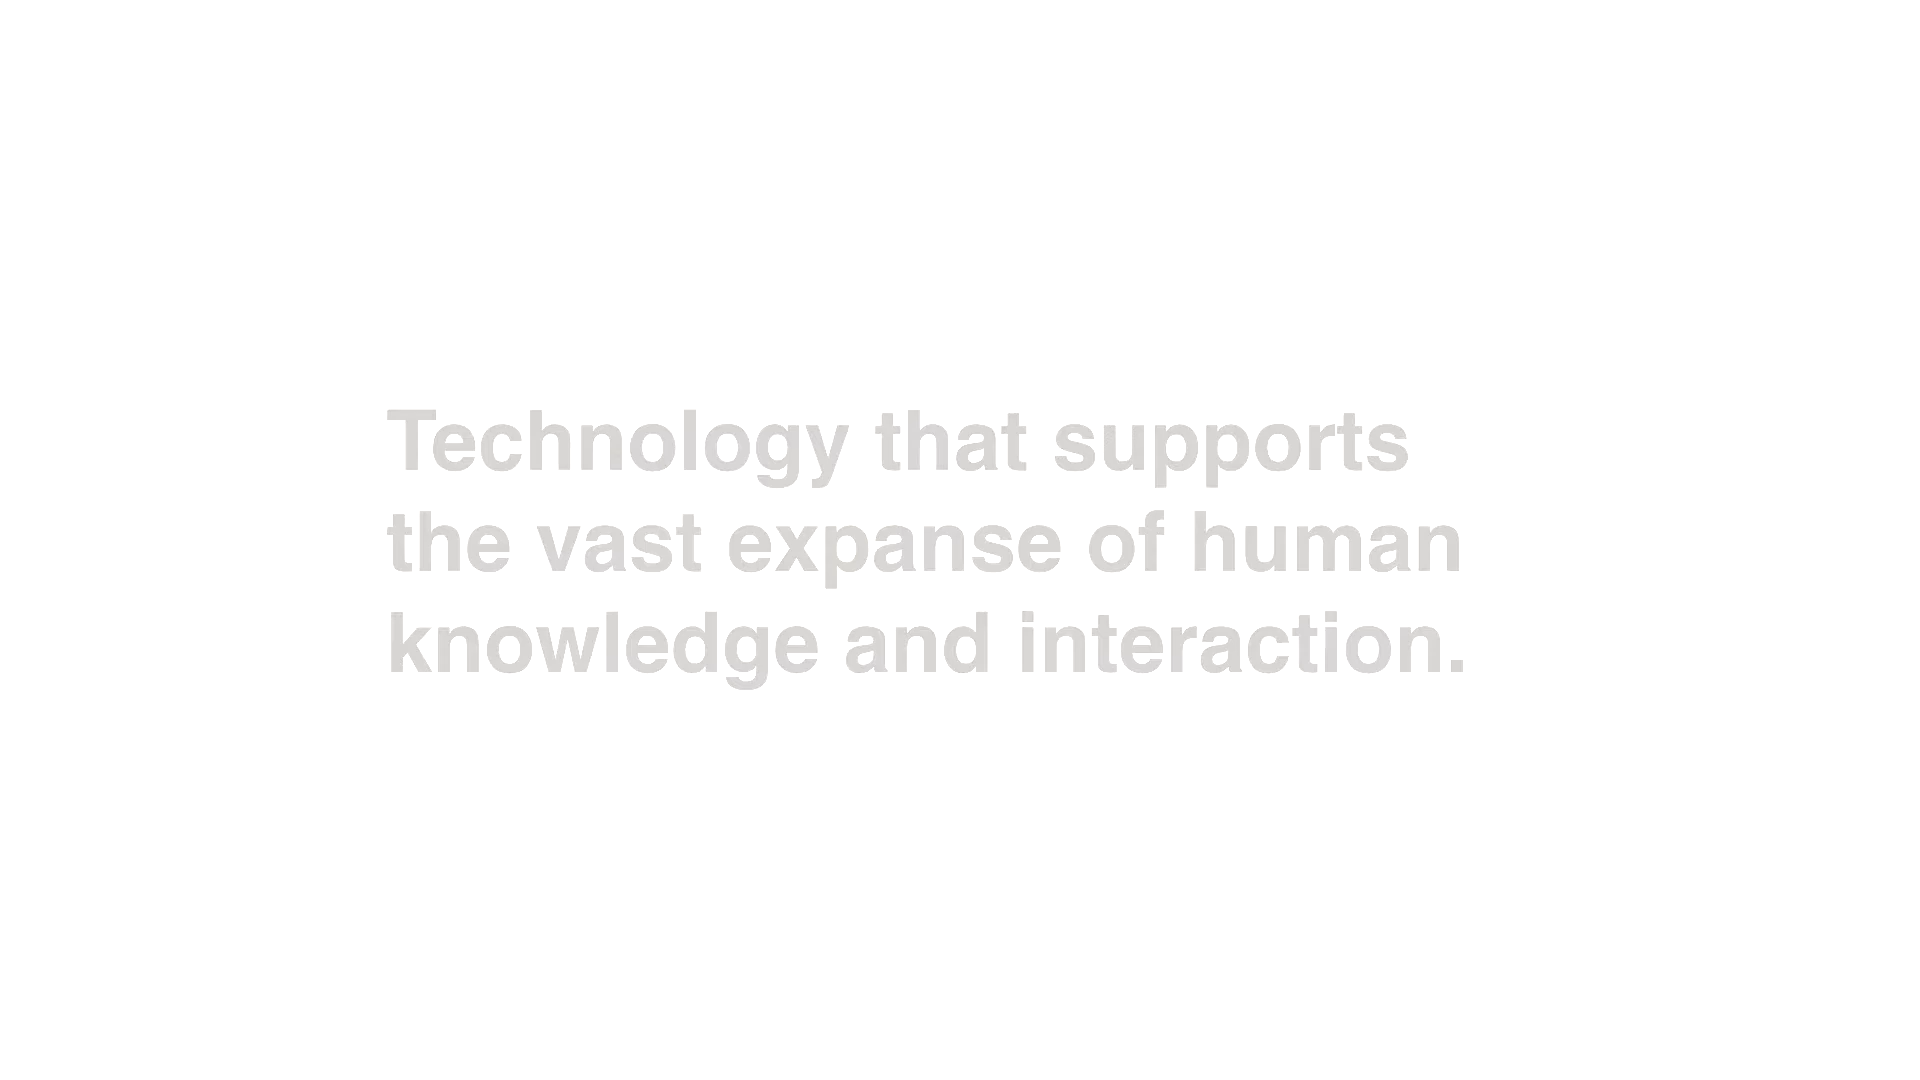 Technology that supports
the vast expanse of human
knowledge and interaction.